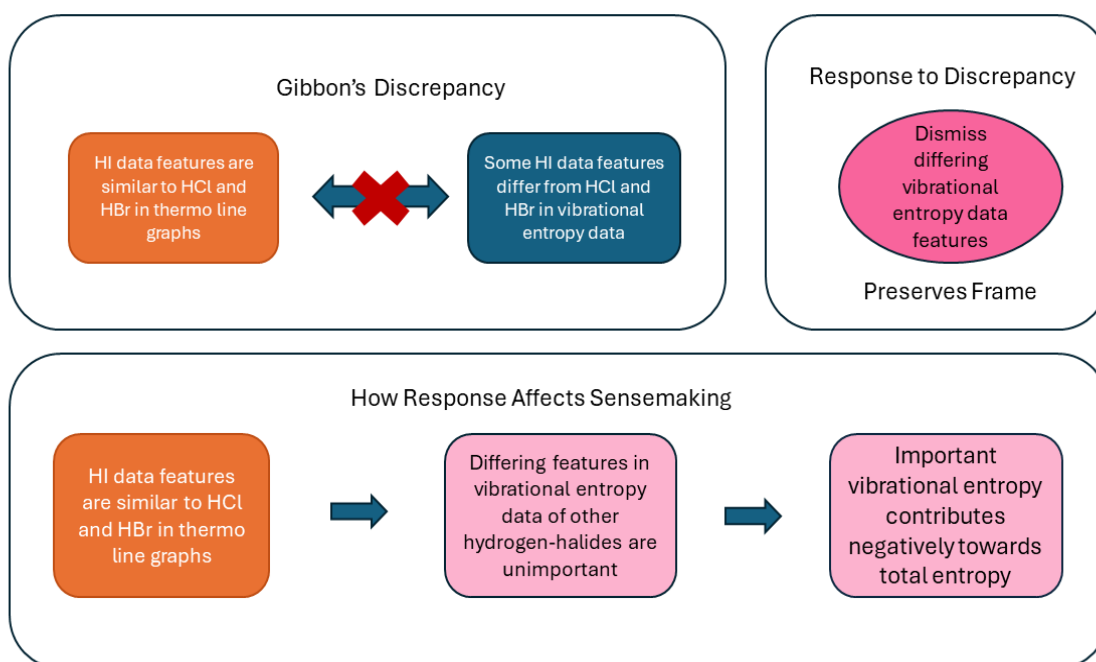 Gibbon's Discrepancy
HI data features are
similar to HCl and
HBr in thermo line
graphs
Some HI data features
differ from HCl and
HBr in vibrational
entropy data
Response to Discrepancy
Dismiss
differing
vibrational
entropy data
features
Preserves Frame
How Response Affects Sensemaking
HI data features
are similar to HCl
and HBr in thermo
line graphs
Differing features in
vibrational entropy
data of other
hydrogen-halides are
unimportant
Important
vibrational entropy
contributes
negatively towards
total entropy